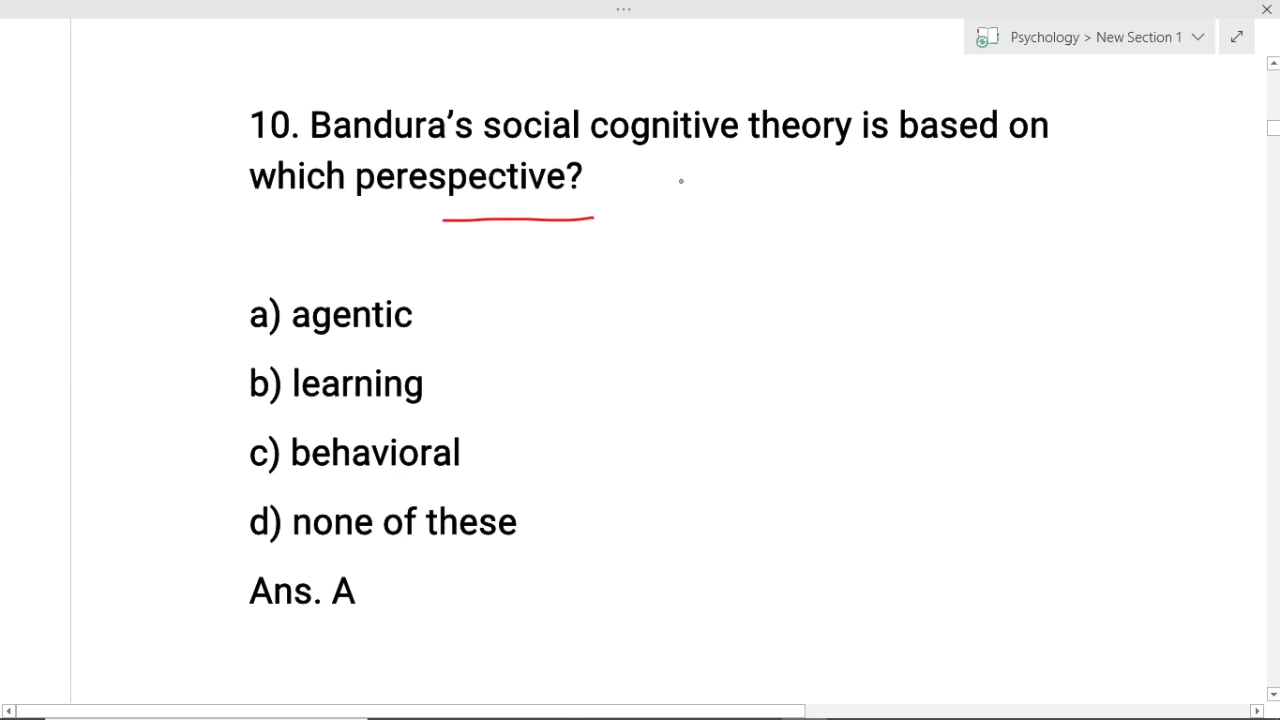 Psychology > New Section 1
10. Bandura’s social cognitive theory is based on
which perespective?
a) agentic
b) learning
c) behavioral
d) none of these
Ans. A